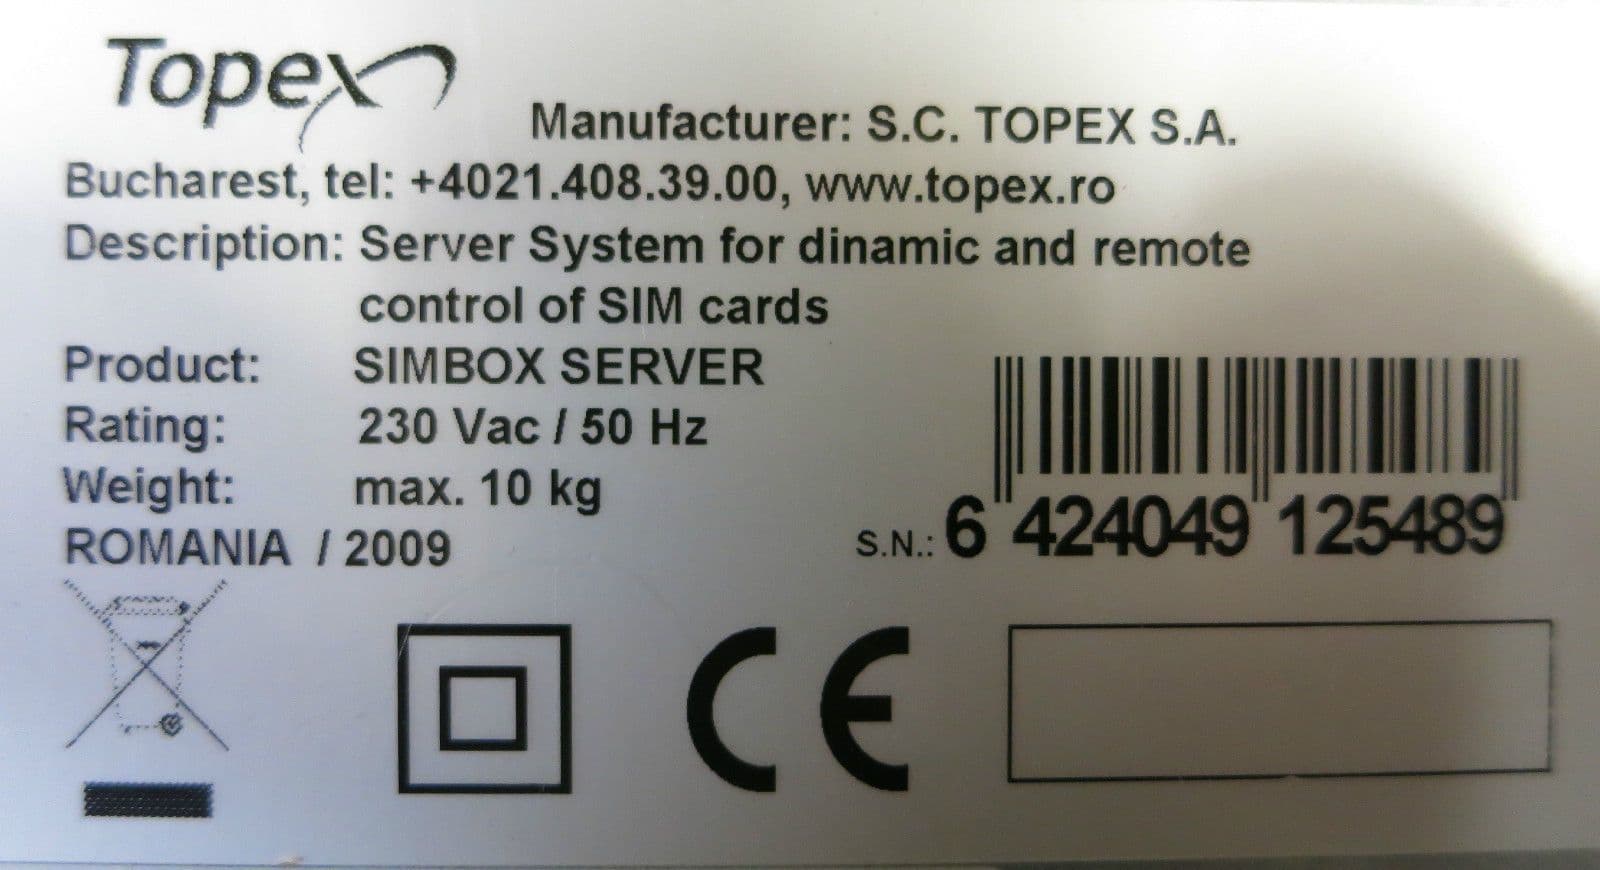 Topex
Manufacturer: S.C. TOPEX S.A.
Bucharest, tel: +4021.408.39.00, www.topex.ro
Description: Server System for dinamic and remote
control of SIM cards
Product: SIMBOX SERVER
Rating: 230 Vac / 50 Hz
Weight: max. 10 kg
ROMANIA / 2009
S.N.: 6 424049 125489
CE